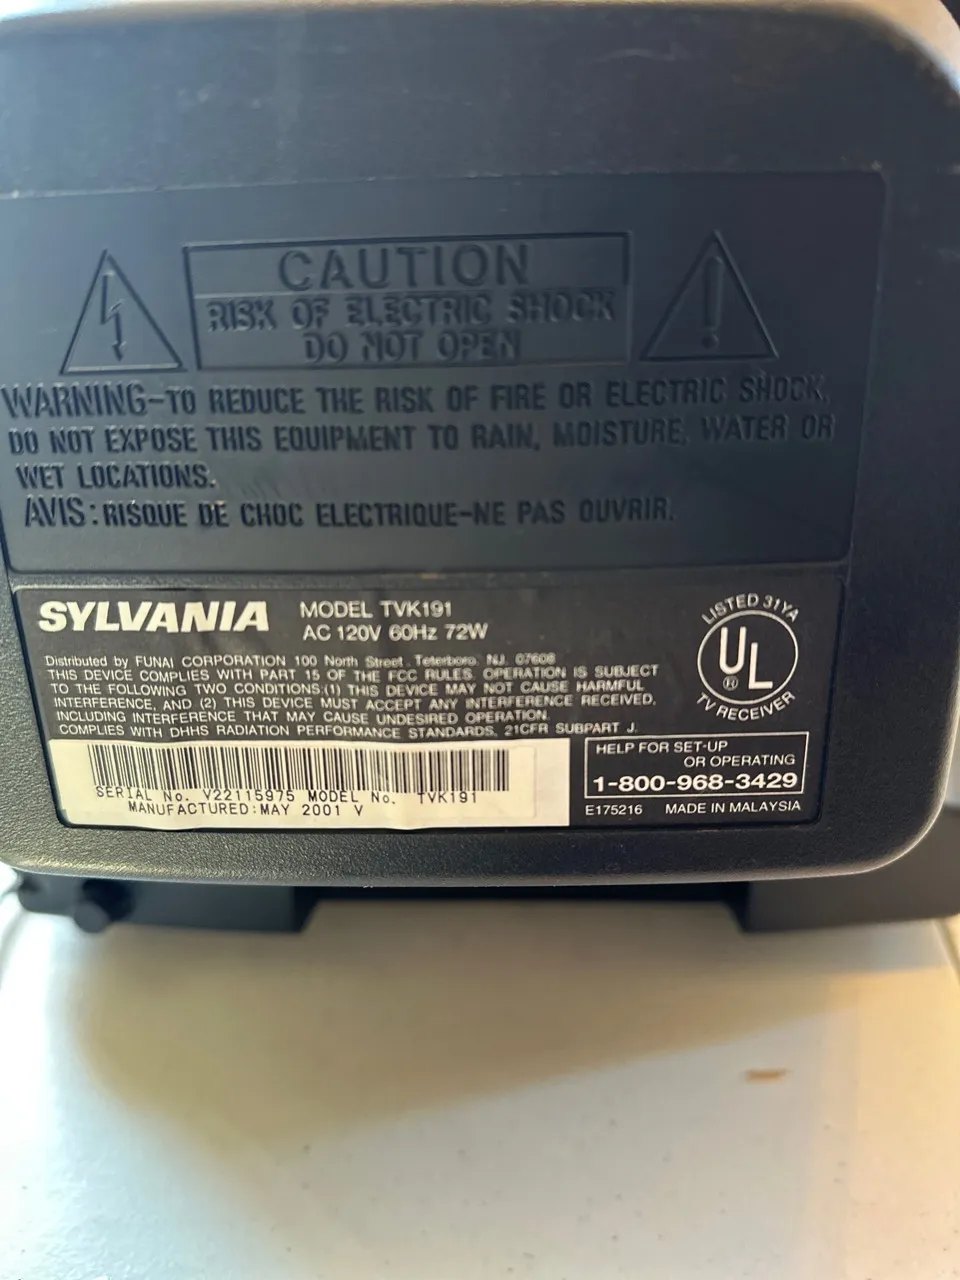 CAUTION
RISK OF ELECTRIC SHOCK
DO NOT OPEN
WARNING-TO REDUCE THE RISK OF FIRE OR ELECTRIC SHOCK,
DO NOT EXPOSE THIS EQUIPMENT TO RAIN, MOISTURE, WATER OR
WET LOCATIONS.
AVIS: RISQUE DE CHOC ELECTRIQUE-NE PAS OUVRIR.
SYLVANIA
MODEL TVK191
AC 120V 60Hz 72W
Distributed by FUNAI CORPORATION 100 North Street, Teterboro, NJ, 07608
THIS DEVICE COMPLIES WITH PART 15 OF THE FCC RULES. OPERATION IS SUBJECT
TO THE FOLLOWING TWO CONDITIONS:(1) THIS DEVICE MAY NOT CAUSE HARMFUL
INTERFERENCE, AND (2) THIS DEVICE MUST ACCEPT ANY INTERFERENCE RECEIVED,
INCLUDING INTERFERENCE THAT MAY CAUSE UNDESIRED OPERATION.
COMPLIES WITH DHHS RADIATION PERFORMANCE STANDARDS, 21CFR SUBPART J.
LISTED 31YA
UL
®
TV RECEIVER
SERIAL No. V22115975 MODEL No. TVK191
MANUFACTURED:MAY 2001 V
HELP FOR SET-UP
OR OPERATING
1-800-968-3429
E175216 MADE IN MALAYSIA